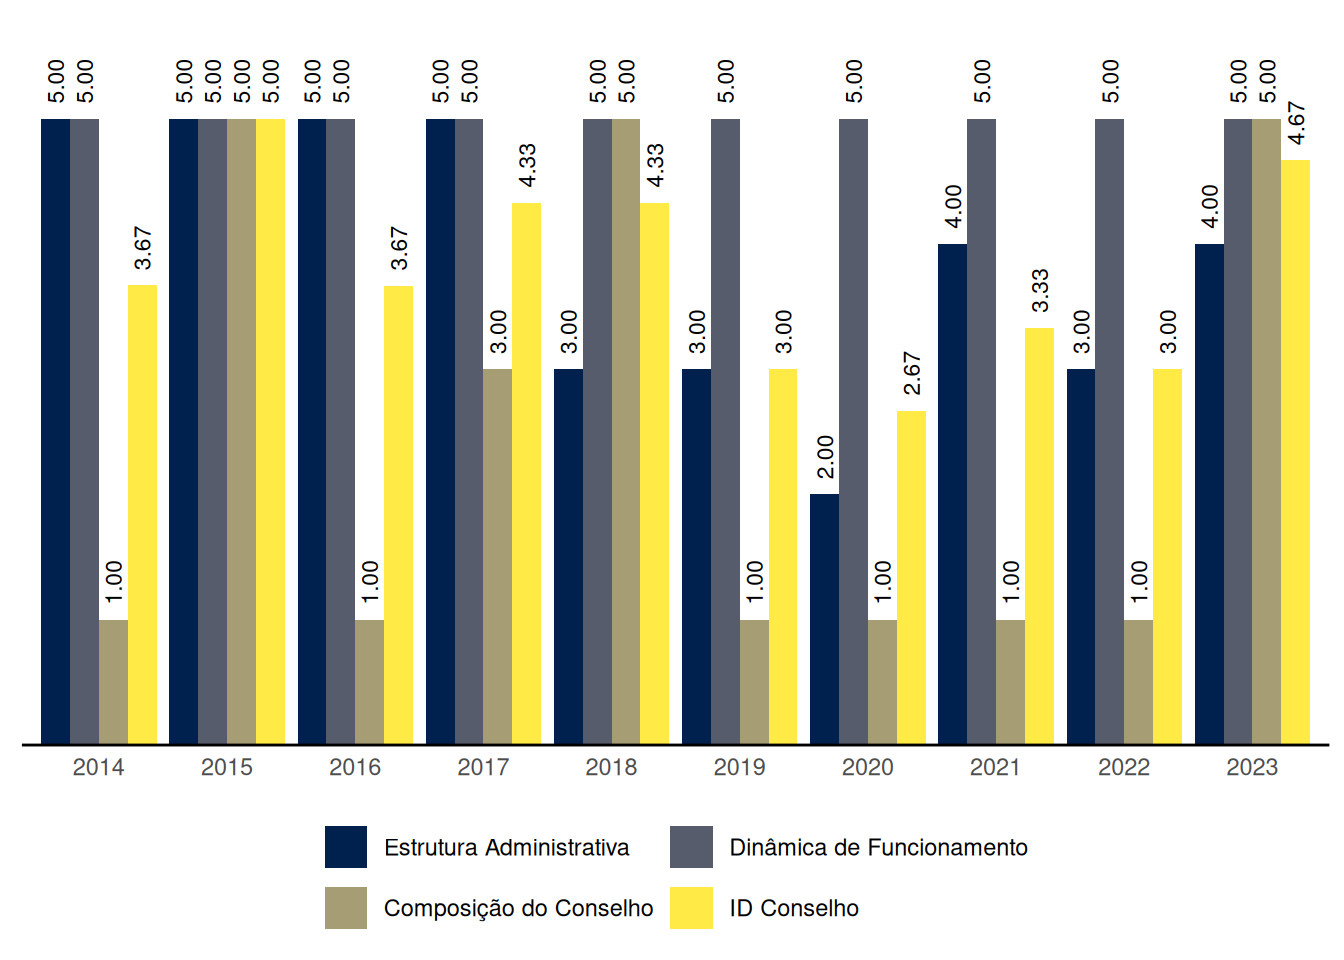 5.00 5.00 1.00 3.67
5.00 5.00 5.00 5.00
5.00 5.00 1.00 3.67
5.00 5.00 3.00 4.33
3.00 5.00 5.00 4.33
3.00 5.00 1.00 3.00
2.00 5.00 1.00 2.67
4.00 5.00 1.00 3.33
3.00 5.00 1.00 3.00
4.00 5.00 5.00 4.67
2014 2015 2016 2017 2018 2019 2020 2021 2022 2023
Estrutura Administrativa Dinâmica de Funcionamento
Composição do Conselho ID Conselho